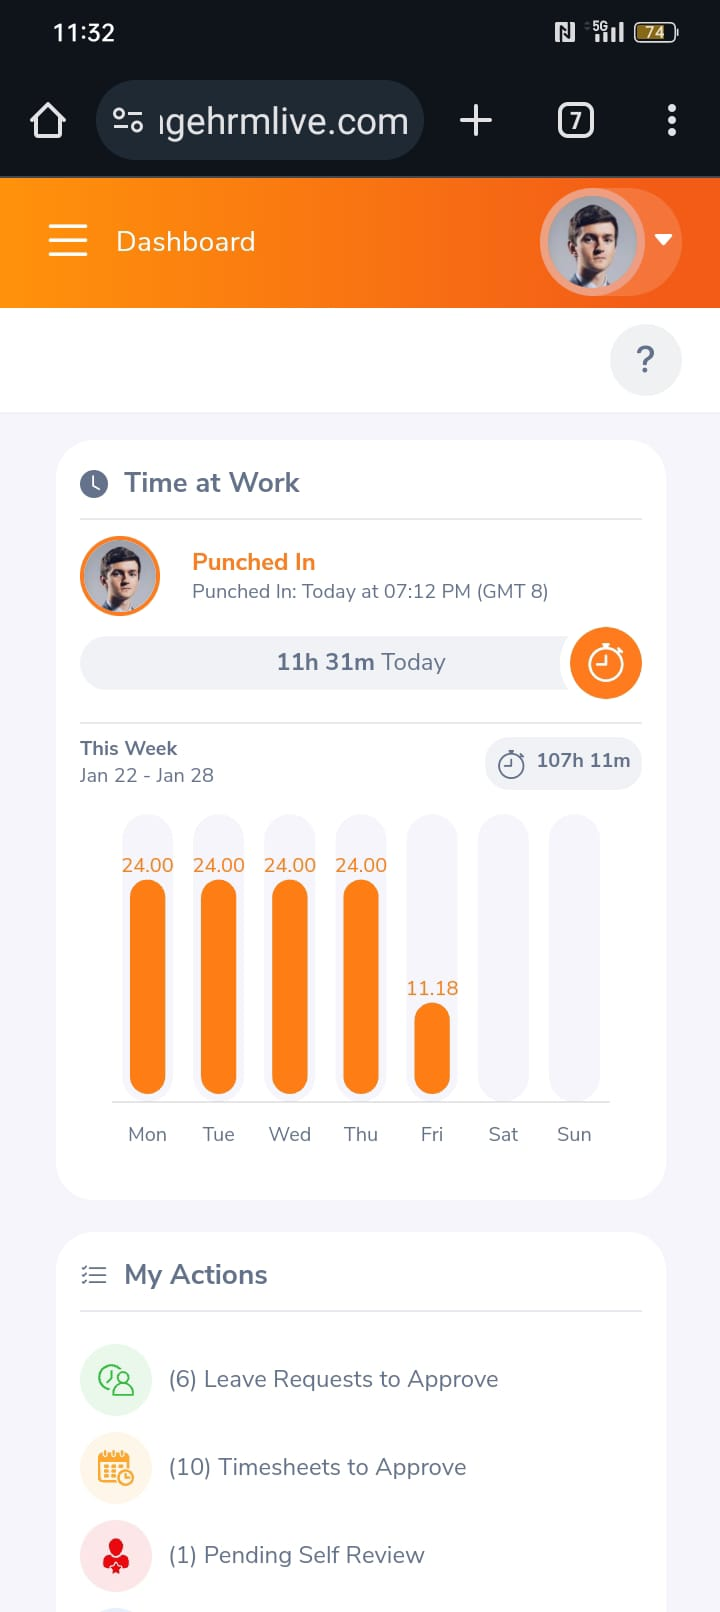 11:32
5G
74
ngehrmlive.com
7
Dashboard
?
Time at Work
Punched In
Punched In: Today at 07:12 PM (GMT 8)
11h 31m Today
This Week
Jan 22 - Jan 28
107h 11m
24.00 24.00 24.00 24.00
11.18
Mon Tue Wed Thu Fri Sat Sun
My Actions
(6) Leave Requests to Approve
(10) Timesheets to Approve
(1) Pending Self Review